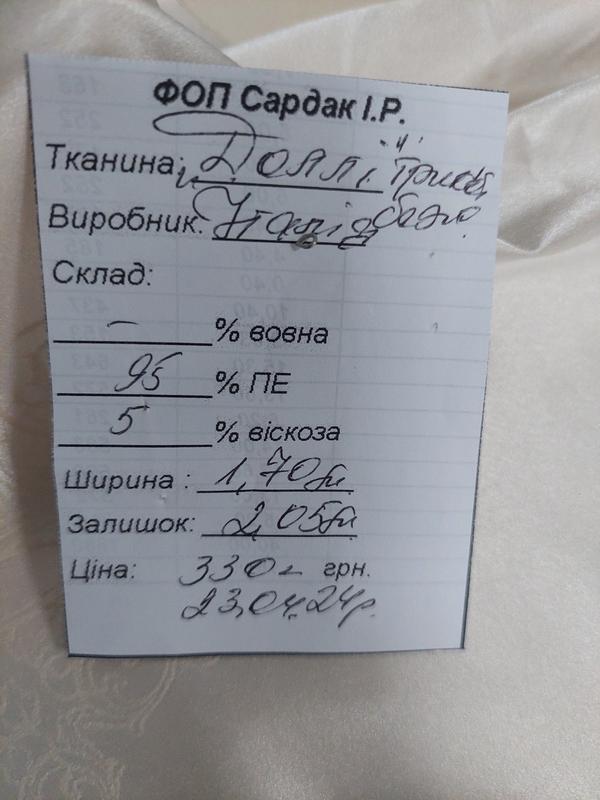 ФОП Сардак І.Р.
Тканина: "Доллі"
Виробник: Італія
Склад:
— % вовна
95 % ПЕ
5 % віскоза
Ширина : 1,70м
Залишок: 2,05м
Ціна: 330= грн.
23,04,24р.